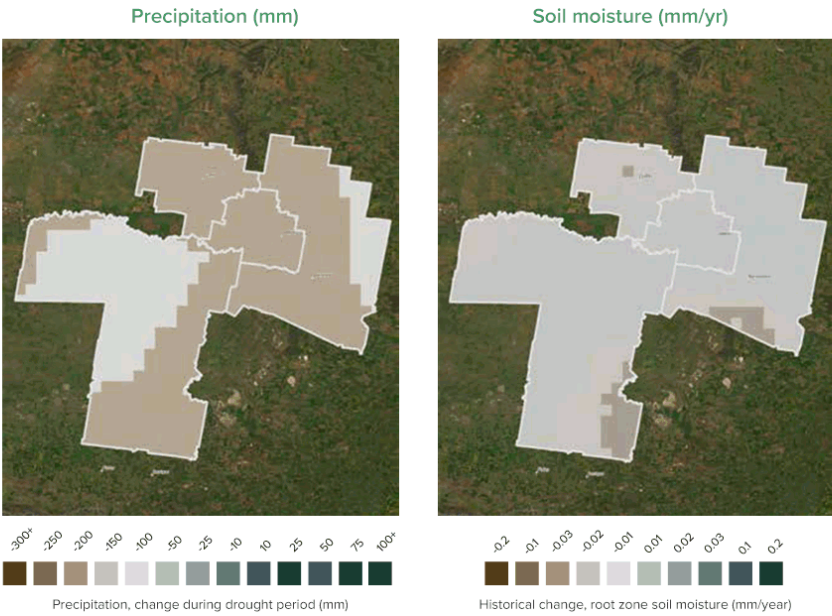 Precipitation (mm)
Soil moisture (mm/yr)
-300+ -250 -200 -150 -100 -50 -25 -10 10 25 50 75 100+
-0.2 -0.1 -0.03 -0.02 -0.01 0.01 0.02 0.03 0.1 0.2
Precipitation, change during drought period (mm)
Historical change, root zone soil moisture (mm/year)